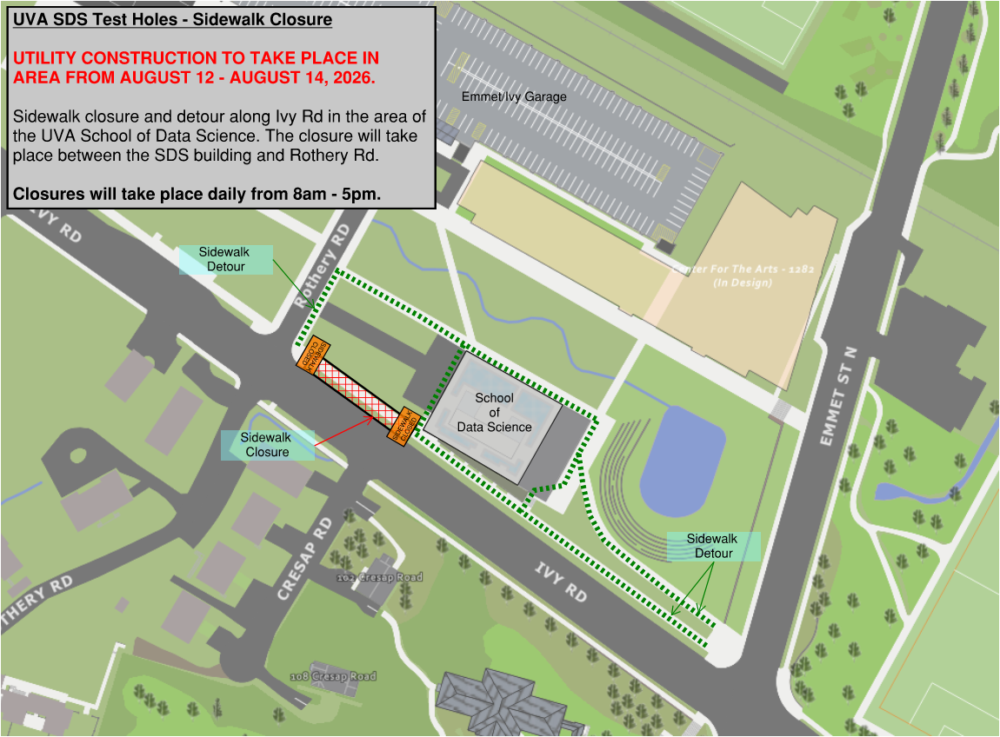 UVA SDS Test Holes - Sidewalk Closure
UTILITY CONSTRUCTION TO TAKE PLACE IN
AREA FROM AUGUST 12 - AUGUST 14, 2026.
Sidewalk closure and detour along Ivy Rd in the area of
the UVA School of Data Science. The closure will take
place between the SDS building and Rothery Rd.
Closures will take place daily from 8am - 5pm.
Emmet/Ivy Garage
IVY RD
Sidewalk
Detour
Rothery RD
Center For The Arts - 1282
(In Design)
SIDEWALK
CLOSED
EMMET ST N
School
of
Data Science
SIDEWALK
CLOSED
Sidewalk
Closure
Sidewalk
Detour
CRESAP RD
102 Cresap Road
IVY RD
THERY RD
108 Cresap Road